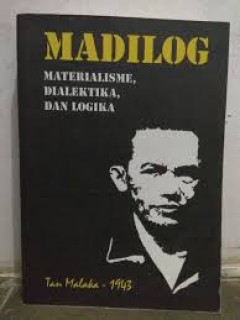 MADILOG
MATERIALISME,
DIALEKTIKA,
DAN LOGIKA
Tan Malaka - 1943